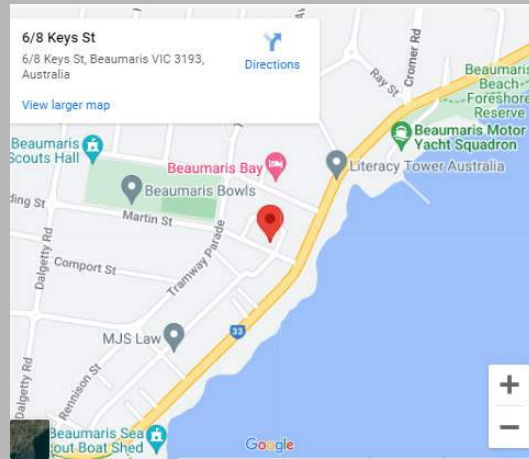 6/8 Keys St
6/8 Keys St, Beaumaris VIC 3193,
Australia
Directions
View larger map
Cromer Rd
Ray St
Beaumaris
Beach
Foreshore
Reserve
Beaumaris
Scouts Hall
Beaumaris Motor
Yacht Squadron
Beaumaris Bay
Literacy Tower Australia
Beaumaris Bowls
ding St
Martin St
Dalgetty Rd
Tramway Parade
Comport St
33
MJS Law
Rennison St
Dalgetty Rd
+
−
Beaumaris Sea
cout Boat Shed
Google